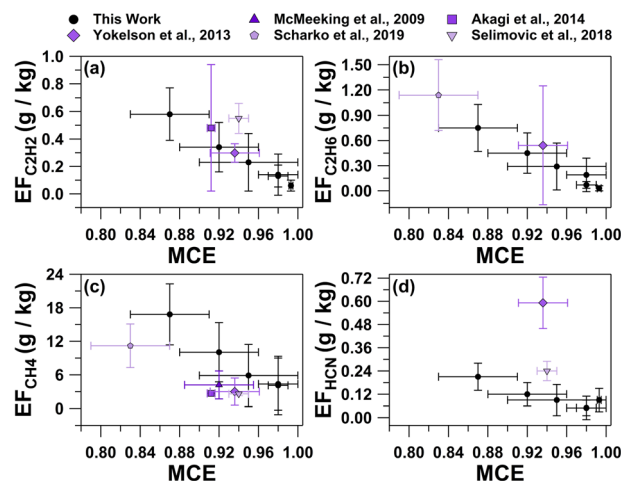 This Work
McMeeking et al., 2009
Akagi et al., 2014
Yokelson et al., 2013
Scharko et al., 2019
Selimovic et al., 2018
(a)
EFC2H2 (g / kg)
1.0
0.8
0.6
0.4
0.2
0.0
0.80 0.84 0.88 0.92 0.96 1.00
MCE
(b)
EFC2H6 (g / kg)
1.50
1.20
0.90
0.60
0.30
0.00
0.80 0.84 0.88 0.92 0.96 1.00
MCE
(c)
EFCH4 (g / kg)
24
18
12
6
0
0.80 0.84 0.88 0.92 0.96 1.00
MCE
(d)
EFHCN (g / kg)
0.72
0.60
0.48
0.36
0.24
0.12
0.00
0.80 0.84 0.88 0.92 0.96 1.00
MCE